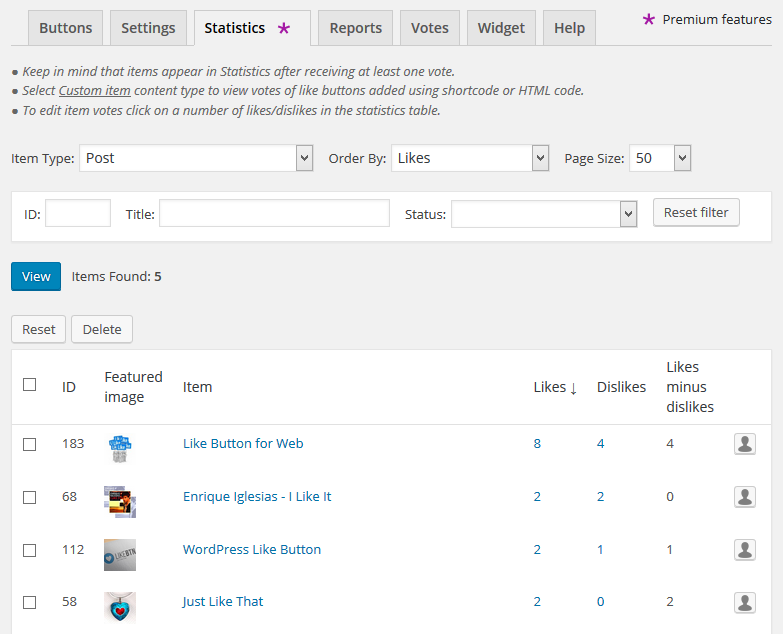 Buttons Settings Statistics * Reports Votes Widget Help * Premium features
● Keep in mind that items appear in Statistics after receiving at least one vote.
● Select Custom item content type to view votes of like buttons added using shortcode or HTML code.
● To edit item votes click on a number of likes/dislikes in the statistics table.
Item Type: Post Order By: Likes Page Size: 50
ID: Title: Status: Reset filter
View Items Found: 5
Reset Delete
ID Featured image Item Likes ↓ Dislikes Likes minus dislikes
183 Like Button for Web 8 4 4
68 Enrique Iglesias - I Like It 2 2 0
112 WordPress Like Button 2 1 1
58 Just Like That 2 0 2